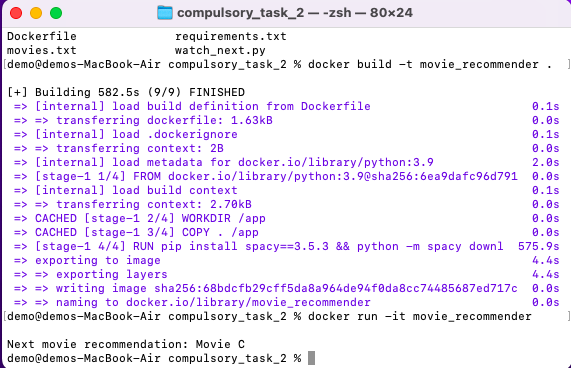 compulsory_task_2 — -zsh — 80×24
Dockerfile requirements.txt
movies.txt watch_next.py
[demo@demos-MacBook-Air compulsory_task_2 % docker build -t movie_recommender . ]
[+] Building 582.5s (9/9) FINISHED
=> [internal] load build definition from Dockerfile 0.1s
=> => transferring dockerfile: 1.63kB 0.0s
=> [internal] load .dockerignore 0.1s
=> => transferring context: 2B 0.0s
=> [internal] load metadata for docker.io/library/python:3.9 2.0s
=> [stage-1 1/4] FROM docker.io/library/python:3.9@sha256:6ea9dafc96d791 0.0s
=> [internal] load build context 0.1s
=> => transferring context: 2.70kB 0.0s
=> CACHED [stage-1 2/4] WORKDIR /app 0.0s
=> CACHED [stage-1 3/4] COPY . /app 0.0s
=> [stage-1 4/4] RUN pip install spacy==3.5.3 && python -m spacy downl 575.9s
=> exporting to image 4.4s
=> => exporting layers 4.4s
=> => writing image sha256:68bdcfb29cff5da8a964de94f0da8cc74485687ed717c 0.0s
=> => naming to docker.io/library/movie_recommender 0.0s
[demo@demos-MacBook-Air compulsory_task_2 % docker run -it movie_recommender ]
Next movie recommendation: Movie C
demo@demos-MacBook-Air compulsory_task_2 %